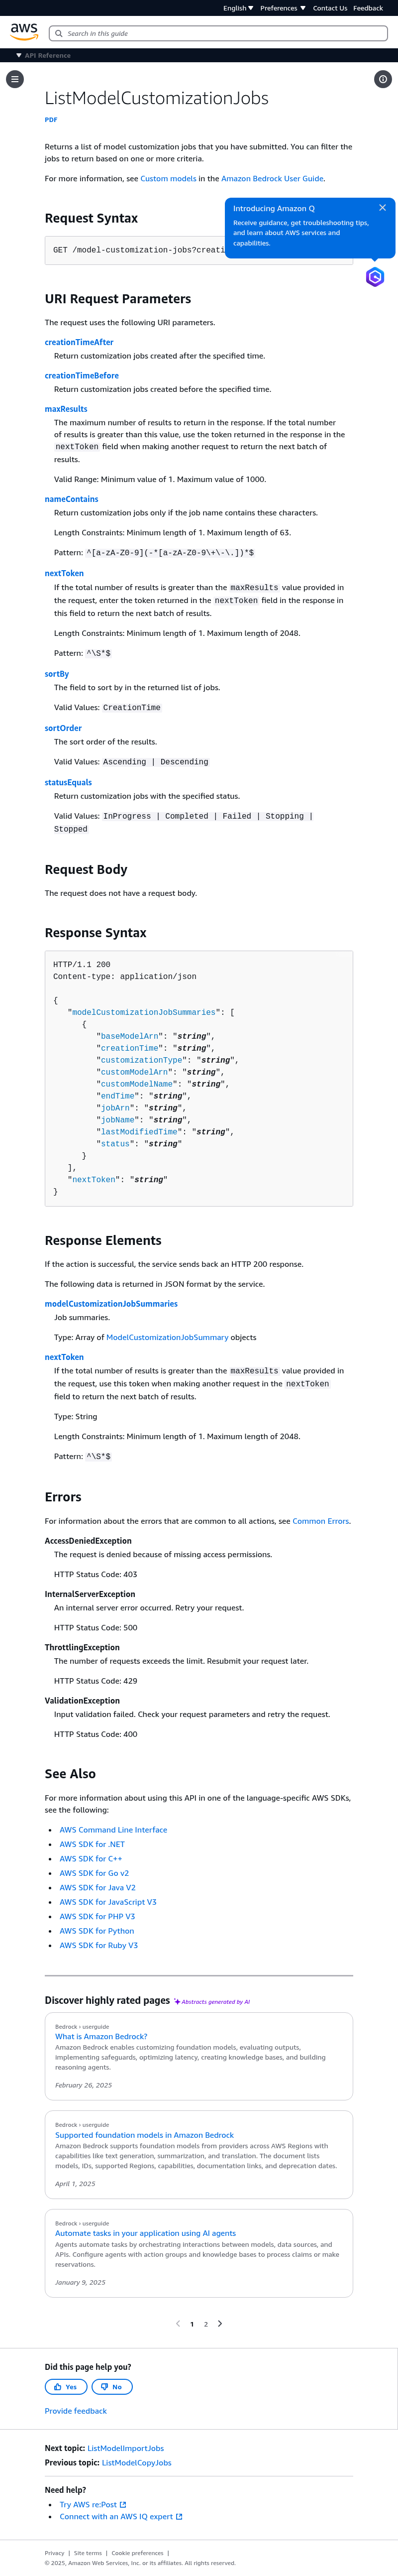 English
Preferences
Contact Us
Feedback
aws
Search in this guide
API Reference
ListModelCustomizationJobs
PDF
Returns a list of model customization jobs that you have submitted. You can filter the
jobs to return based on one or more criteria.
For more information, see Custom models in the Amazon Bedrock User Guide.
Introducing Amazon Q
Receive guidance, get troubleshooting tips,
and learn about AWS services and
capabilities.
Request Syntax
GET /model-customization-jobs?creati
URI Request Parameters
The request uses the following URI parameters.
creationTimeAfter
Return customization jobs created after the specified time.
creationTimeBefore
Return customization jobs created before the specified time.
maxResults
The maximum number of results to return in the response. If the total number
of results is greater than this value, use the token returned in the response in the
nextToken field when making another request to return the next batch of
results.
Valid Range: Minimum value of 1. Maximum value of 1000.
nameContains
Return customization jobs only if the job name contains these characters.
Length Constraints: Minimum length of 1. Maximum length of 63.
Pattern: ^[a-zA-Z0-9](-*[a-zA-Z0-9\+\-\.])*$
nextToken
If the total number of results is greater than the maxResults value provided in
the request, enter the token returned in the nextToken field in the response in
this field to return the next batch of results.
Length Constraints: Minimum length of 1. Maximum length of 2048.
Pattern: ^\S*$
sortBy
The field to sort by in the returned list of jobs.
Valid Values: CreationTime
sortOrder
The sort order of the results.
Valid Values: Ascending | Descending
statusEquals
Return customization jobs with the specified status.
Valid Values: InProgress | Completed | Failed | Stopping |
Stopped
Request Body
The request does not have a request body.
Response Syntax
HTTP/1.1 200
Content-type: application/json
{
"modelCustomizationJobSummaries": [
{
"baseModelArn": "string",
"creationTime": "string",
"customizationType": "string",
"customModelArn": "string",
"customModelName": "string",
"endTime": "string",
"jobArn": "string",
"jobName": "string",
"lastModifiedTime": "string",
"status": "string"
}
],
"nextToken": "string"
}
Response Elements
If the action is successful, the service sends back an HTTP 200 response.
The following data is returned in JSON format by the service.
modelCustomizationJobSummaries
Job summaries.
Type: Array of ModelCustomizationJobSummary objects
nextToken
If the total number of results is greater than the maxResults value provided in
the request, use this token when making another request in the nextToken
field to return the next batch of results.
Type: String
Length Constraints: Minimum length of 1. Maximum length of 2048.
Pattern: ^\S*$
Errors
For information about the errors that are common to all actions, see Common Errors.
AccessDeniedException
The request is denied because of missing access permissions.
HTTP Status Code: 403
InternalServerException
An internal server error occurred. Retry your request.
HTTP Status Code: 500
ThrottlingException
The number of requests exceeds the limit. Resubmit your request later.
HTTP Status Code: 429
ValidationException
Input validation failed. Check your request parameters and retry the request.
HTTP Status Code: 400
See Also
For more information about using this API in one of the language-specific AWS SDKs,
see the following:
• AWS Command Line Interface
• AWS SDK for .NET
• AWS SDK for C++
• AWS SDK for Go v2
• AWS SDK for Java V2
• AWS SDK for JavaScript V3
• AWS SDK for PHP V3
• AWS SDK for Python
• AWS SDK for Ruby V3
Discover highly rated pages Abstracts generated by AI
Bedrock › userguide
What is Amazon Bedrock?
Amazon Bedrock enables customizing foundation models, evaluating outputs,
implementing safeguards, optimizing latency, creating knowledge bases, and building
reasoning agents.
February 26, 2025
Bedrock › userguide
Supported foundation models in Amazon Bedrock
Amazon Bedrock supports foundation models from providers across AWS Regions with
capabilities like text generation, summarization, and translation. The document lists
models, IDs, supported Regions, capabilities, documentation links, and deprecation dates.
April 1, 2025
Bedrock › userguide
Automate tasks in your application using AI agents
Agents automate tasks by orchestrating interactions between models, data sources, and
APIs. Configure agents with action groups and knowledge bases to process claims or make
reservations.
January 9, 2025
1 2
Did this page help you?
Yes
No
Provide feedback
Next topic: ListModelImportJobs
Previous topic: ListModelCopyJobs
Need help?
• Try AWS re:Post
• Connect with an AWS IQ expert
Privacy | Site terms | Cookie preferences |
© 2025, Amazon Web Services, Inc. or its affiliates. All rights reserved.